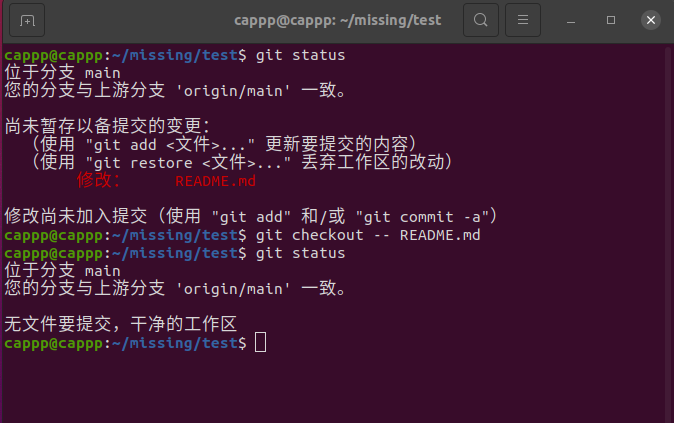 cappp@cappp: ~/missing/test
cappp@cappp:~/missing/test$ git status
位于分支 main
您的分支与上游分支 'origin/main' 一致。
尚未暂存以备提交的变更：
（使用 "git add <文件>..." 更新要提交的内容）
（使用 "git restore <文件>..." 丢弃工作区的改动）
修改： README.md
修改尚未加入提交（使用 "git add" 和/或 "git commit -a"）
cappp@cappp:~/missing/test$ git checkout -- README.md
cappp@cappp:~/missing/test$ git status
位于分支 main
您的分支与上游分支 'origin/main' 一致。
无文件要提交，干净的工作区
cappp@cappp:~/missing/test$